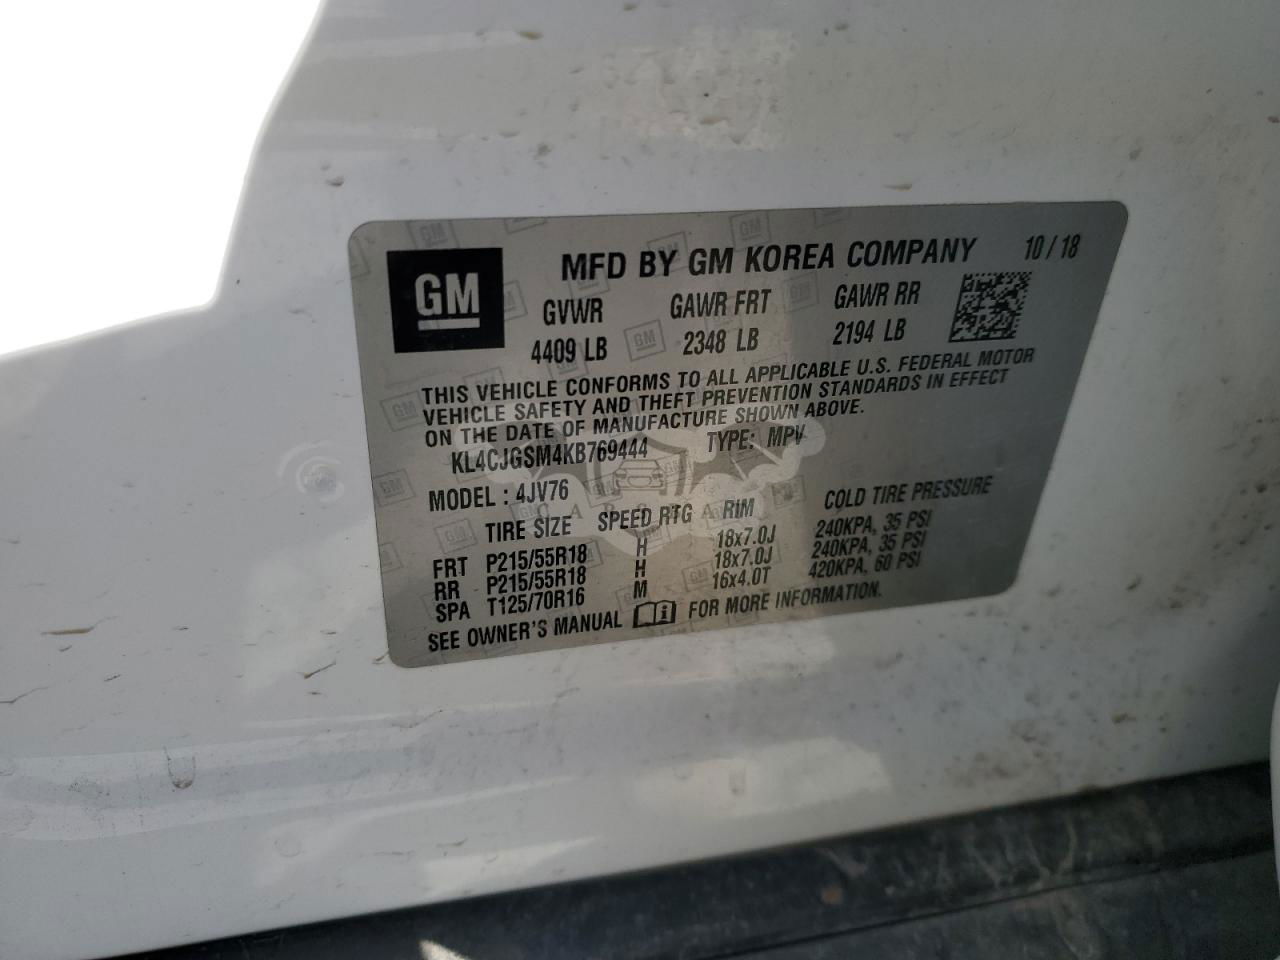 GM
MFD BY GM KOREA COMPANY 10 / 18
GVWR GAWR FRT GAWR RR
4409 LB 2348 LB 2194 LB
THIS VEHICLE CONFORMS TO ALL APPLICABLE U.S. FEDERAL MOTOR
VEHICLE SAFETY AND THEFT PREVENTION STANDARDS IN EFFECT
ON THE DATE OF MANUFACTURE SHOWN ABOVE.
KL4CJGSM4KB769444 TYPE: MPV
MODEL : 4JV76
TIRE SIZE SPEED RTG RIM COLD TIRE PRESSURE
FRT P215/55R18 H 18x7.0J 240KPA, 35 PSI
RR P215/55R18 H 18x7.0J 240KPA, 35 PSI
SPA T125/70R16 M 16x4.0T 420KPA, 60 PSI
SEE OWNER'S MANUAL FOR MORE INFORMATION.